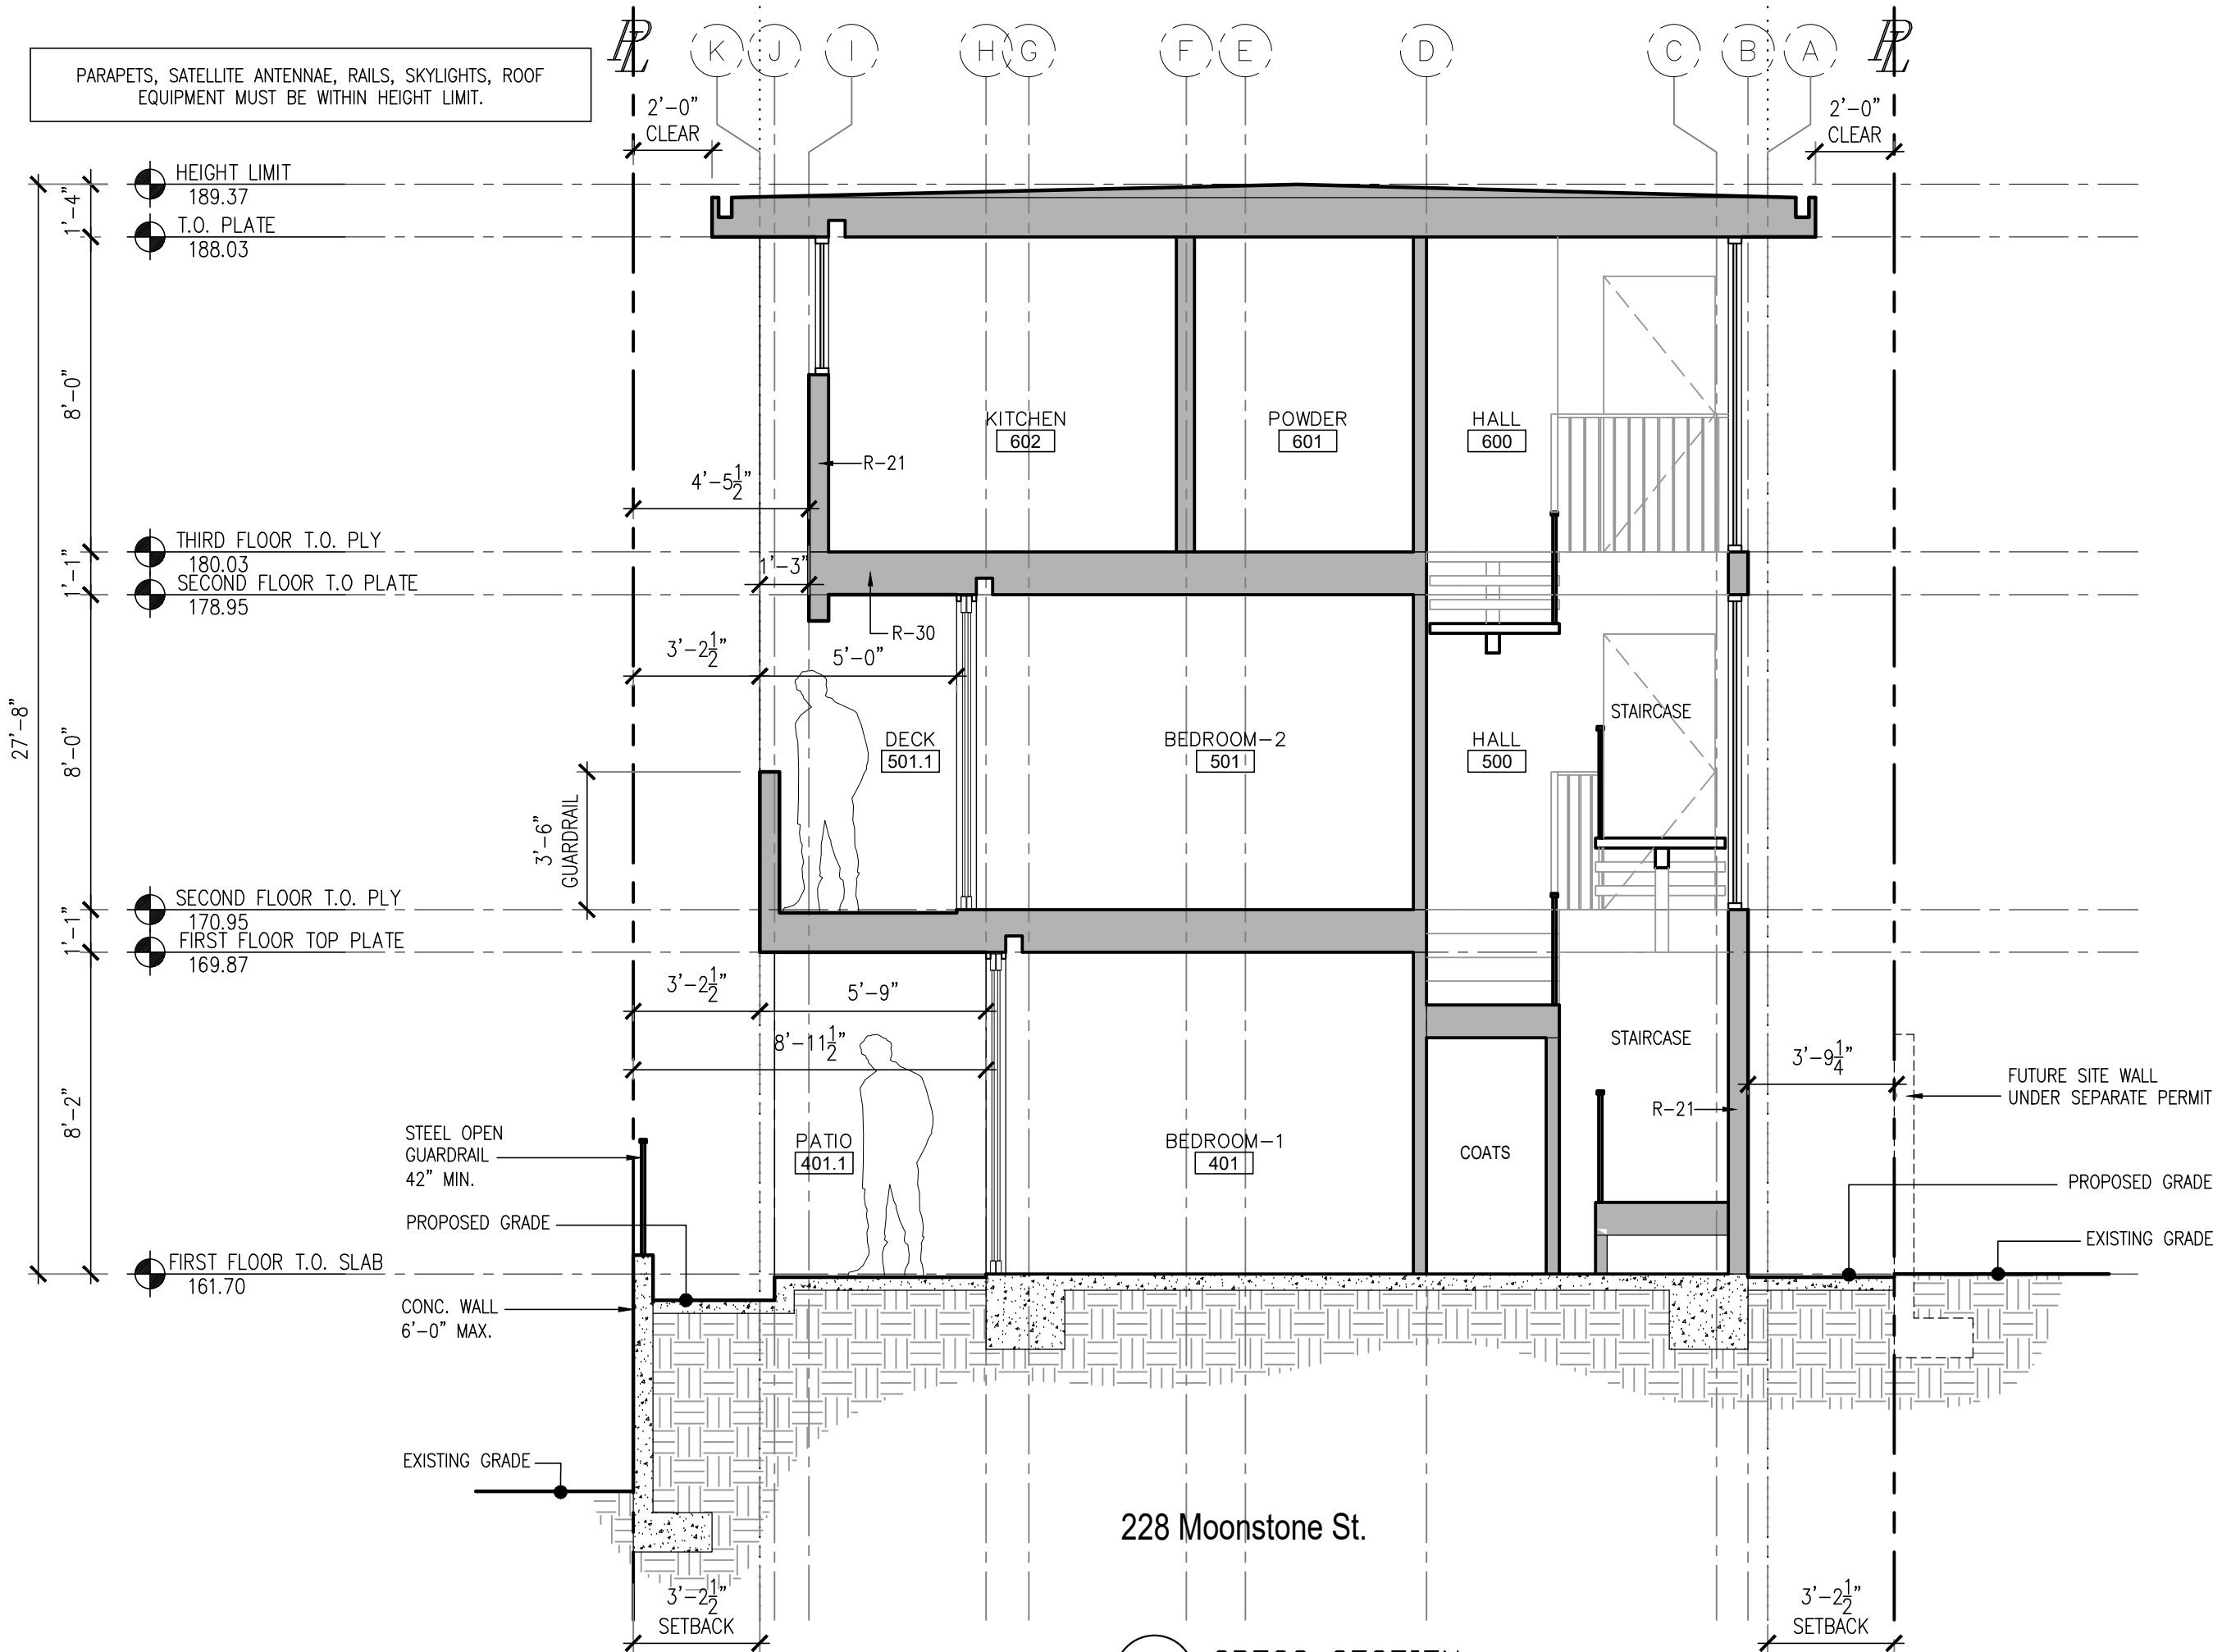 PL
K
J
I
H
G
F
E
D
C
B
A
PL
PARAPETS, SATELLITE ANTENNAE, RAILS, SKYLIGHTS, ROOF
EQUIPMENT MUST BE WITHIN HEIGHT LIMIT.
2'-0"
CLEAR
2'-0"
CLEAR
HEIGHT LIMIT
189.37
1'-4"
T.O. PLATE
188.03
8'-0"
KITCHEN
602
POWDER
601
HALL
600
R-21
4'-5 1/2"
THIRD FLOOR T.O. PLY
180.03
1'-1"
1'-3"
SECOND FLOOR T.O PLATE
178.95
R-30
3'-2 1/2"
5'-0"
27'-8"
8'-0"
STAIRCASE
DECK
501.1
BEDROOM-2
501
HALL
500
3'-6"
GUARDRAIL
SECOND FLOOR T.O. PLY
170.95
1'-1"
FIRST FLOOR TOP PLATE
169.87
3'-2 1/2"
5'-9"
8'-11 1/2"
STAIRCASE
3'-9 1/4"
FUTURE SITE WALL
UNDER SEPARATE PERMIT
R-21
8'-2"
STEEL OPEN
GUARDRAIL
42" MIN.
PATIO
401.1
BEDROOM-1
401
COATS
PROPOSED GRADE
PROPOSED GRADE
EXISTING GRADE
FIRST FLOOR T.O. SLAB
161.70
CONC. WALL
6'-0" MAX.
EXISTING GRADE
228 Moonstone St.
3'-2 1/2"
SETBACK
3'-2 1/2"
SETBACK